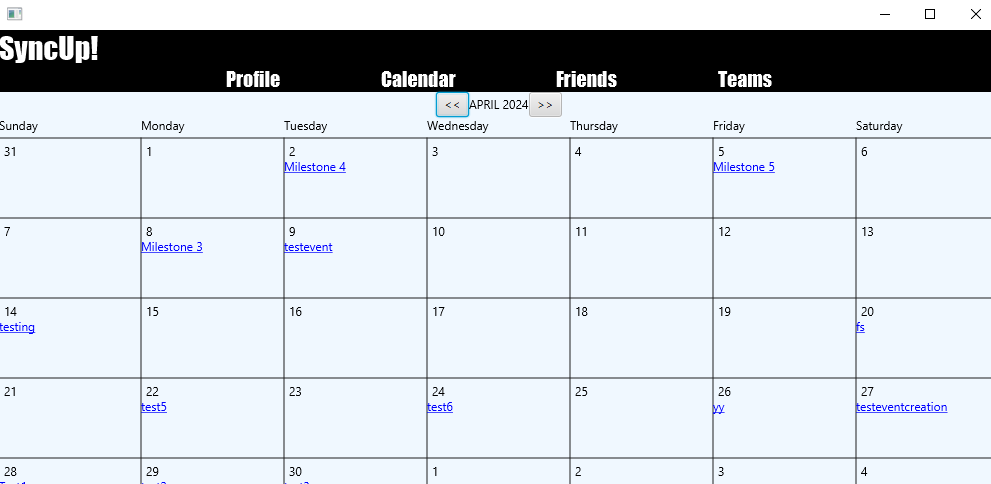 SyncUp!
Profile Calendar Friends Teams
<< APRIL 2024 >>
Sunday Monday Tuesday Wednesday Thursday Friday Saturday
31 1 2 3 4 5 6
Milestone 4 Milestone 5
7 8 9 10 11 12 13
Milestone 3 testevent
14 15 16 17 18 19 20
testing fs
21 22 23 24 25 26 27
test5 test6 yy testeventcreation
28 29 30 1 2 3 4